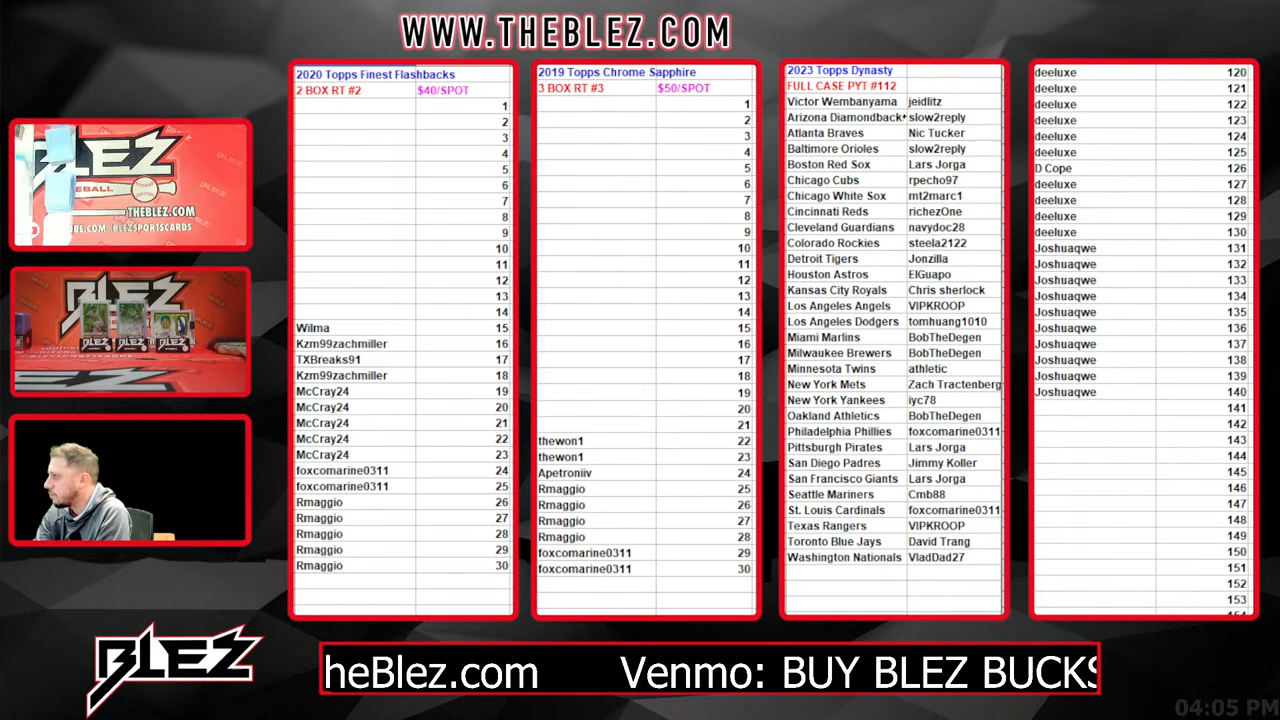 WWW.THEBLEZ.COM
BLEZ
BASEBALL
THEBLEZ.COM
UBE.COM/BLEZSPORTSCARDS
BLEZ
2020 Topps Finest Flashbacks
2 BOX RT #2 $40/SPOT
1
2
3
4
5
6
7
8
9
10
11
12
13
14
Wilma 15
Kzm99zachmiller 16
TXBreaks91 17
Kzm99zachmiller 18
McCray24 19
McCray24 20
McCray24 21
McCray24 22
McCray24 23
foxcomarine0311 24
foxcomarine0311 25
Rmaggio 26
Rmaggio 27
Rmaggio 28
Rmaggio 29
Rmaggio 30
2019 Topps Chrome Sapphire
3 BOX RT #3 $50/SPOT
1
2
3
4
5
6
7
8
9
10
11
12
13
14
15
16
17
18
19
20
21
thewon1 22
thewon1 23
Apetroniiv 24
Rmaggio 25
Rmaggio 26
Rmaggio 27
Rmaggio 28
foxcomarine0311 29
foxcomarine0311 30
2023 Topps Dynasty
FULL CASE PYT #112
Victor Wembanyama jeidlitz
Arizona Diamondback slow2reply
Atlanta Braves Nic Tucker
Baltimore Orioles slow2reply
Boston Red Sox Lars Jorga
Chicago Cubs rpecho97
Chicago White Sox mt2marc1
Cincinnati Reds richezOne
Cleveland Guardians navydoc28
Colorado Rockies steela2122
Detroit Tigers Jonzilla
Houston Astros ElGuapo
Kansas City Royals Chris sherlock
Los Angeles Angels VIPKROOP
Los Angeles Dodgers tomhuang1010
Miami Marlins BobTheDegen
Milwaukee Brewers BobTheDegen
Minnesota Twins athletic
New York Mets Zach Tractenberg
New York Yankees iyc78
Oakland Athletics BobTheDegen
Philadelphia Phillies foxcomarine0311
Pittsburgh Pirates Lars Jorga
San Diego Padres Jimmy Koller
San Francisco Giants Lars Jorga
Seattle Mariners Cmb88
St. Louis Cardinals foxcomarine0311
Texas Rangers VIPKROOP
Toronto Blue Jays David Trang
Washington Nationals VladDad27
deeluxe 120
deeluxe 121
deeluxe 122
deeluxe 123
deeluxe 124
deeluxe 125
D Cope 126
deeluxe 127
deeluxe 128
deeluxe 129
deeluxe 130
Joshuaqwe 131
Joshuaqwe 132
Joshuaqwe 133
Joshuaqwe 134
Joshuaqwe 135
Joshuaqwe 136
Joshuaqwe 137
Joshuaqwe 138
Joshuaqwe 139
Joshuaqwe 140
141
142
143
144
145
146
147
148
149
150
151
152
153
BLEZ
heBlez.com Venmo: BUY BLEZ BUCKS
04:05 PM